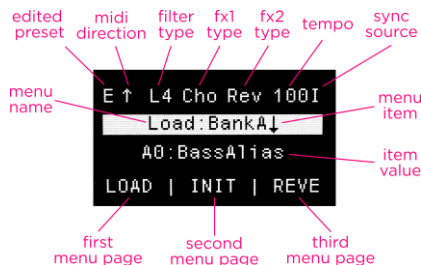 edited preset
midi direction
filter type
fx1 type
fx2 type
tempo
sync source
E ↑ L4 Cho Rev 100I
menu name
Load:BankA↓
menu item
A0:BassAlias
item value
LOAD | INIT | REVE
first menu page
second menu page
third menu page